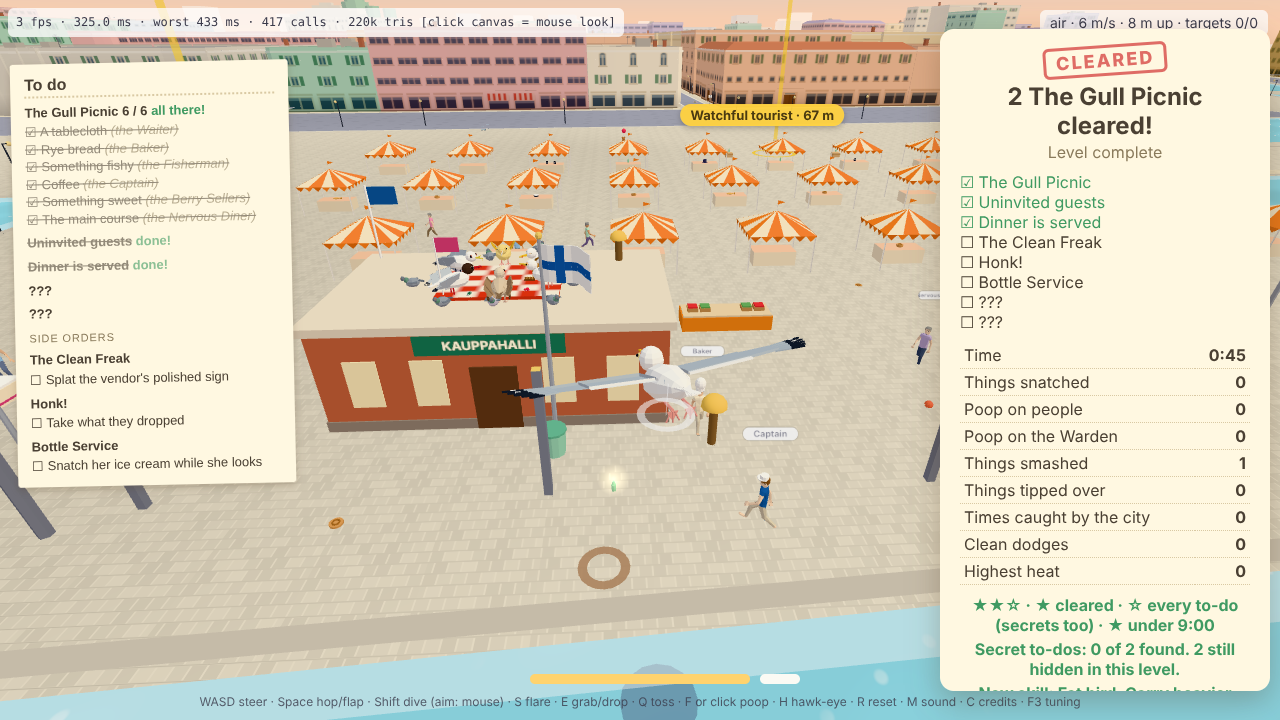 3 fps · 325.0 ms · worst 433 ms · 417 calls · 220k tris [click canvas = mouse look]
air · 6 m/s · 8 m up · targets 0/0
To do
The Gull Picnic 6 / 6 all there!
☑ A tablecloth (the Waiter)
☑ Rye bread (the Baker)
☑ Something fishy (the Fisherman)
☑ Coffee (the Captain)
☑ Something sweet (the Berry Sellers)
☑ The main course (the Nervous Diner)
Uninvited guests done!
Dinner is served done!
???
???
SIDE ORDERS
The Clean Freak
☐ Splat the vendor's polished sign
Honk!
☐ Take what they dropped
Bottle Service
☐ Snatch her ice cream while she looks
Watchful tourist · 67 m
KAUPPAHALLI
Baker
Captain
CLEARED
2 The Gull Picnic
cleared!
Level complete
☑ The Gull Picnic
☑ Uninvited guests
☑ Dinner is served
☐ The Clean Freak
☐ Honk!
☐ Bottle Service
☐ ???
☐ ???
Time 0:45
Things snatched 0
Poop on people 0
Poop on the Warden 0
Things smashed 1
Things tipped over 0
Times caught by the city 0
Clean dodges 0
Highest heat 0
★★☆ · ★ cleared · ☆ every to-do
(secrets too) · ★ under 9:00
Secret to-dos: 0 of 2 found. 2 still
hidden in this level.
WASD steer · Space hop/flap · Shift dive (aim: mouse) · S flare · E grab/drop · Q toss · F or click poop · H hawk-eye · R reset · M sound · C credits · F3 tuning